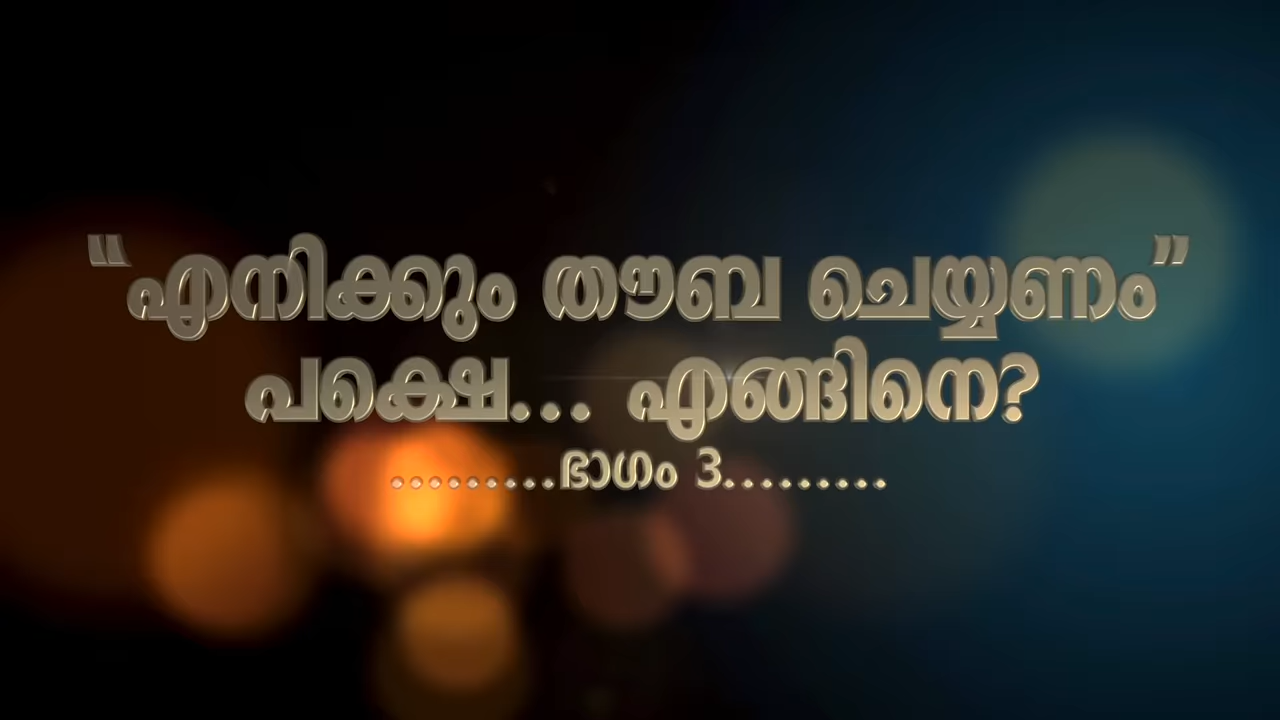 “എനിക്കും തൗബ ചെയ്യണം”
പക്ഷെ... എങ്ങിനെ?
.........ഭാഗം 3.........